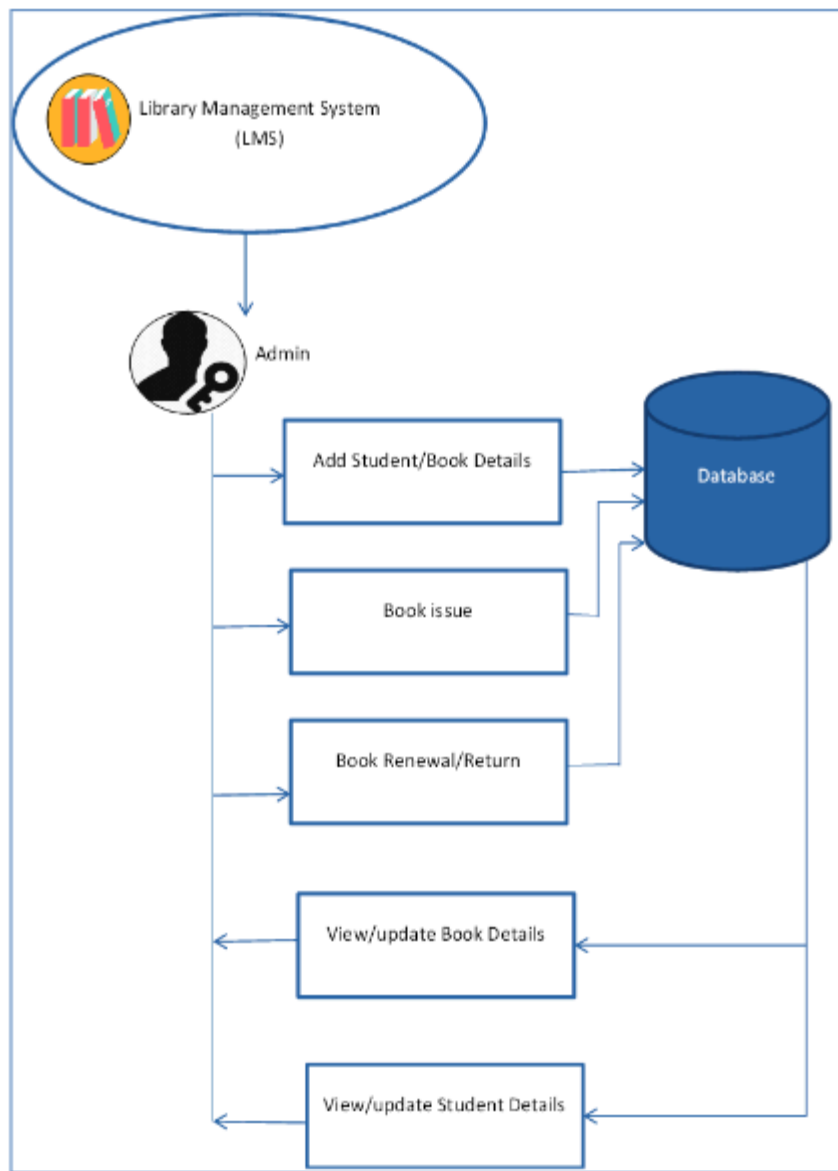 Library Management System
(LMS)
Admin
Add Student/Book Details
Database
Book issue
Book Renewal/Return
View/update Book Details
View/update Student Details